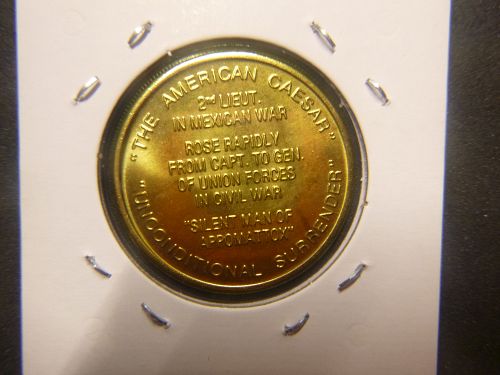 "THE AMERICAN CAESAR"
2ND LIEUT.
IN MEXICAN WAR
ROSE RAPIDLY
FROM CAPT. TO GEN.
OF UNION FORCES
IN CIVIL WAR
"SILENT MAN OF
APPOMATTOX"
"UNCONDITIONAL SURRENDER"